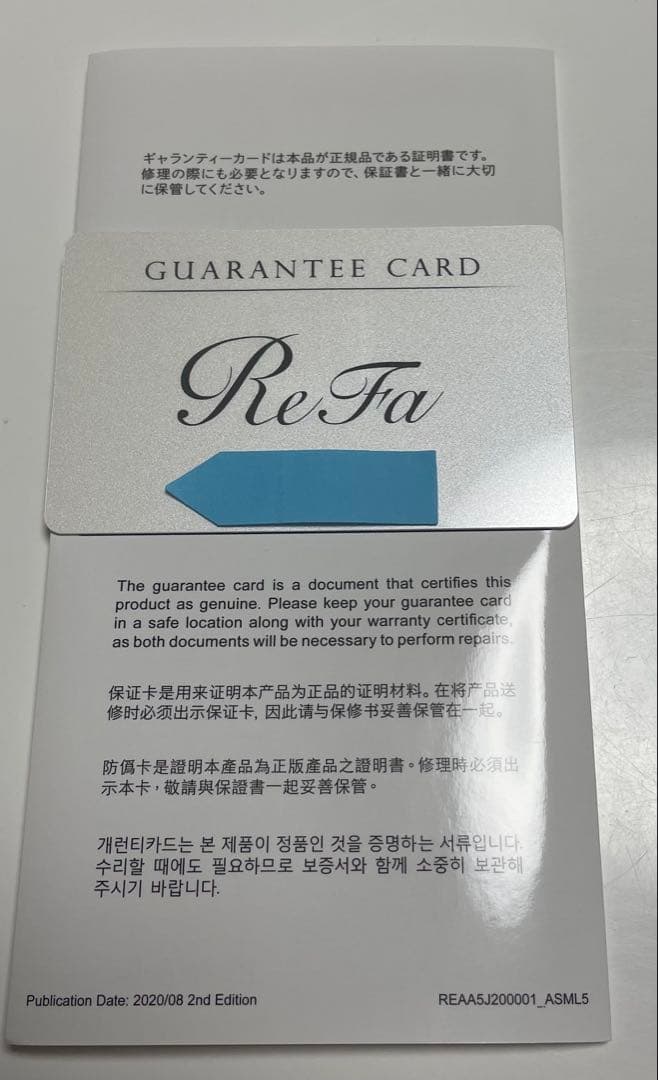 ギャランティーカードは本品が正規品である証明書です。
修理の際にも必要となりますので、保証書と一緒に大切
に保管してください。
GUARANTEE CARD
ReFa
The guarantee card is a document that certifies this
product as genuine. Please keep your guarantee card
in a safe location along with your warranty certificate,
as both documents will be necessary to perform repairs.
保证卡是用来证明本产品为正品的证明材料。在将产品送
修时必须出示保证卡, 因此请与保修书妥善保管在一起。
防僞卡是證明本產品為正版產品之證明書。修理時必須出
示本卡，敬請與保證書一起妥善保管。
개런티카드는 본 제품이 정품인 것을 증명하는 서류입니다.
수리할 때에도 필요하므로 보증서와 함께 소중히 보관해
주시기 바랍니다.
Publication Date: 2020/08 2nd Edition
REAA5J200001_ASML5